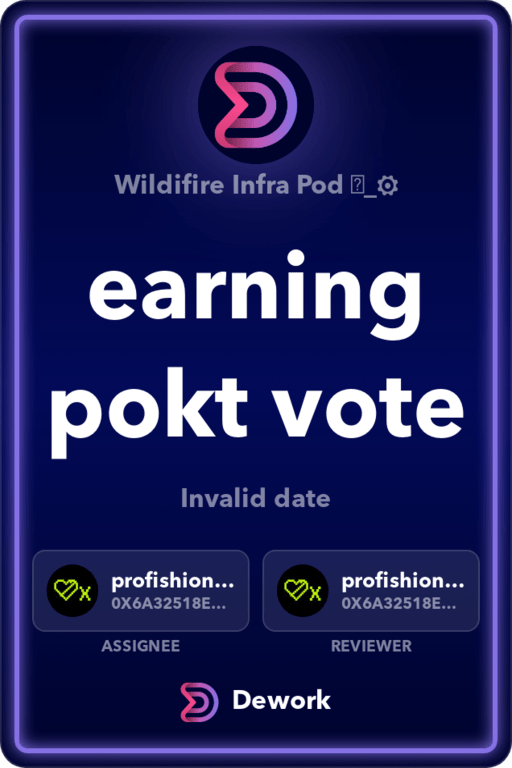 Wildifire Infra Pod _⚙
earning
pokt vote
Invalid date
profishion... profishion...
0X6A32518E... 0X6A32518E...
ASSIGNEE REVIEWER
Dework